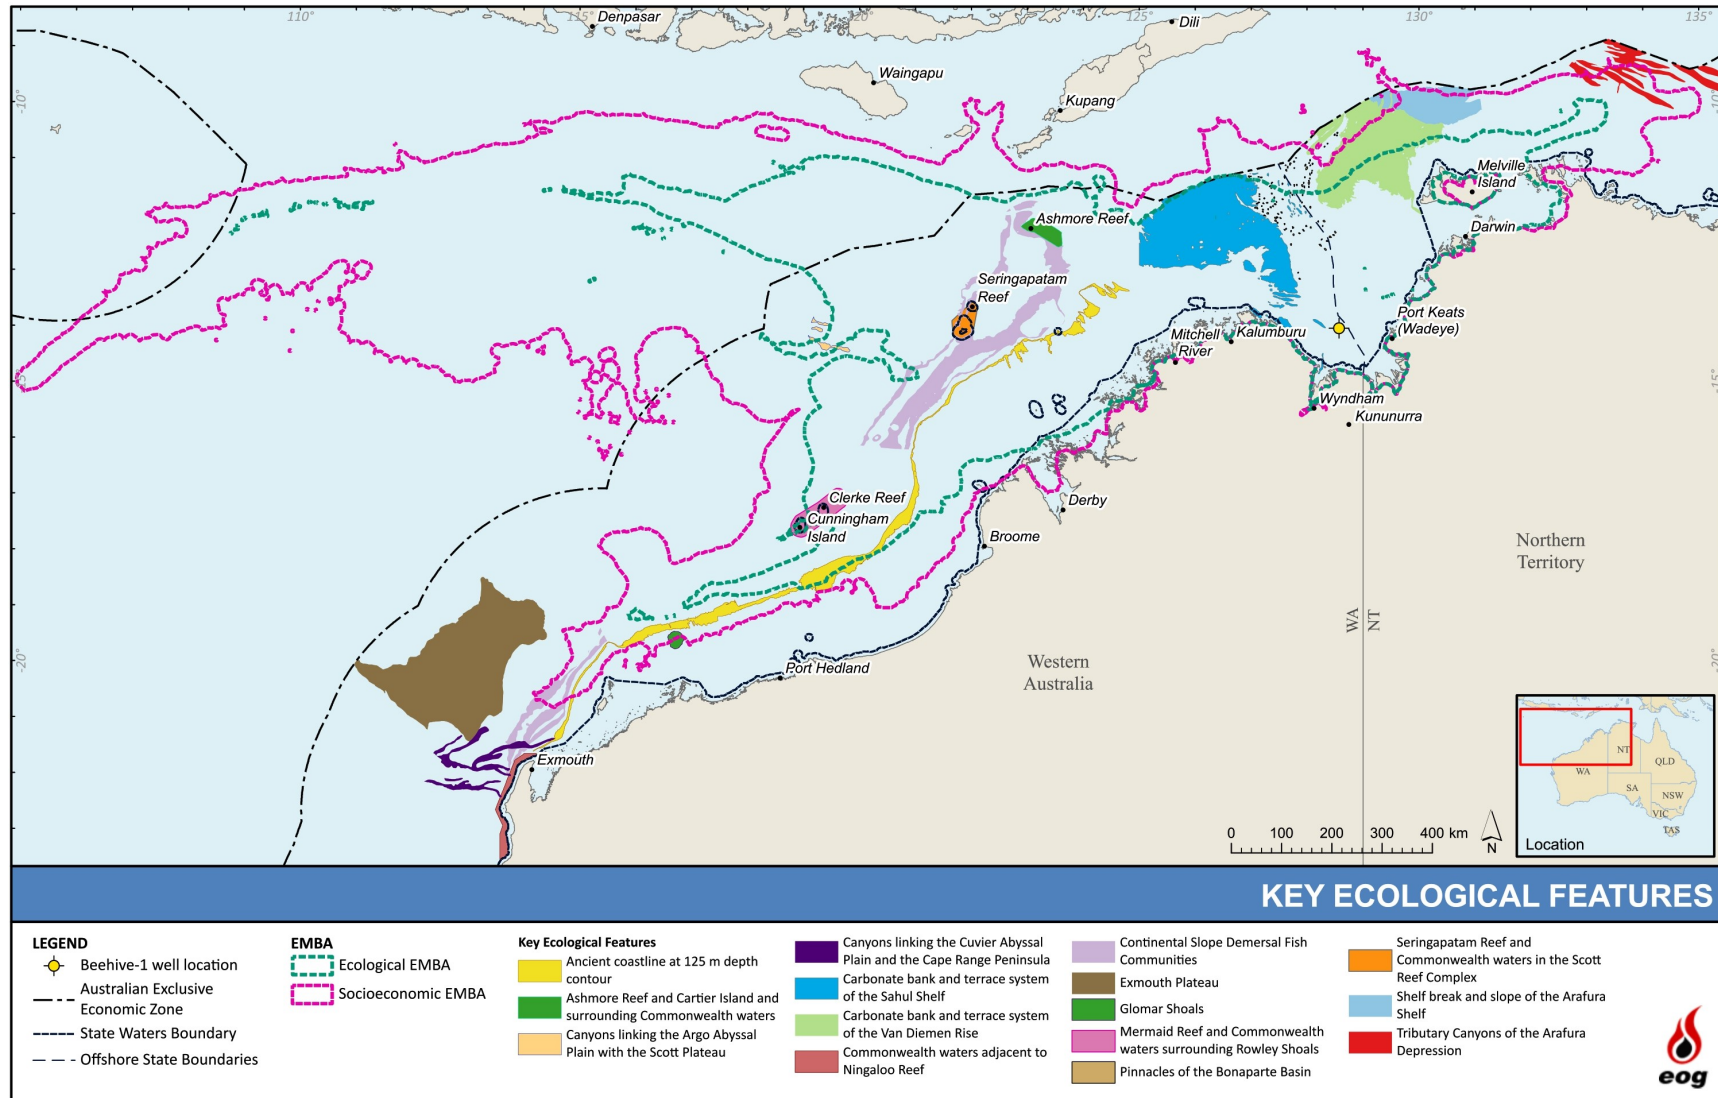 110°
115°
120°
125°
130°
135°
Denpasar
Dili
Waingapu
Kupang
-10°
-10°
Melville
Island
Ashmore Reef
Darwin
Seringapatam
Reef
Port Keats
(Wadeye)
Mitchell
River
Kalumburu
-15°
-15°
Wyndham
Kununurra
Clerke Reef
Cunningham
Island
Derby
Broome
Northern
Territory
WA
NT
-20°
-20°
Western
Australia
Port Hedland
Exmouth
0 100 200 300 400 km
N
NT
QLD
WA
SA
NSW
VIC
TAS
Location
KEY ECOLOGICAL FEATURES
LEGEND
Beehive-1 well location
Australian Exclusive
Economic Zone
State Waters Boundary
Offshore State Boundaries
EMBA
Ecological EMBA
Socioeconomic EMBA
Key Ecological Features
Ancient coastline at 125 m depth
contour
Ashmore Reef and Cartier Island and
surrounding Commonwealth waters
Canyons linking the Argo Abyssal
Plain with the Scott Plateau
Canyons linking the Cuvier Abyssal
Plain and the Cape Range Peninsula
Carbonate bank and terrace system
of the Sahul Shelf
Carbonate bank and terrace system
of the Van Diemen Rise
Commonwealth waters adjacent to
Ningaloo Reef
Continental Slope Demersal Fish
Communities
Exmouth Plateau
Glomar Shoals
Mermaid Reef and Commonwealth
waters surrounding Rowley Shoals
Pinnacles of the Bonaparte Basin
Seringapatam Reef and
Commonwealth waters in the Scott
Reef Complex
Shelf break and slope of the Arafura
Shelf
Tributary Canyons of the Arafura
Depression
eog